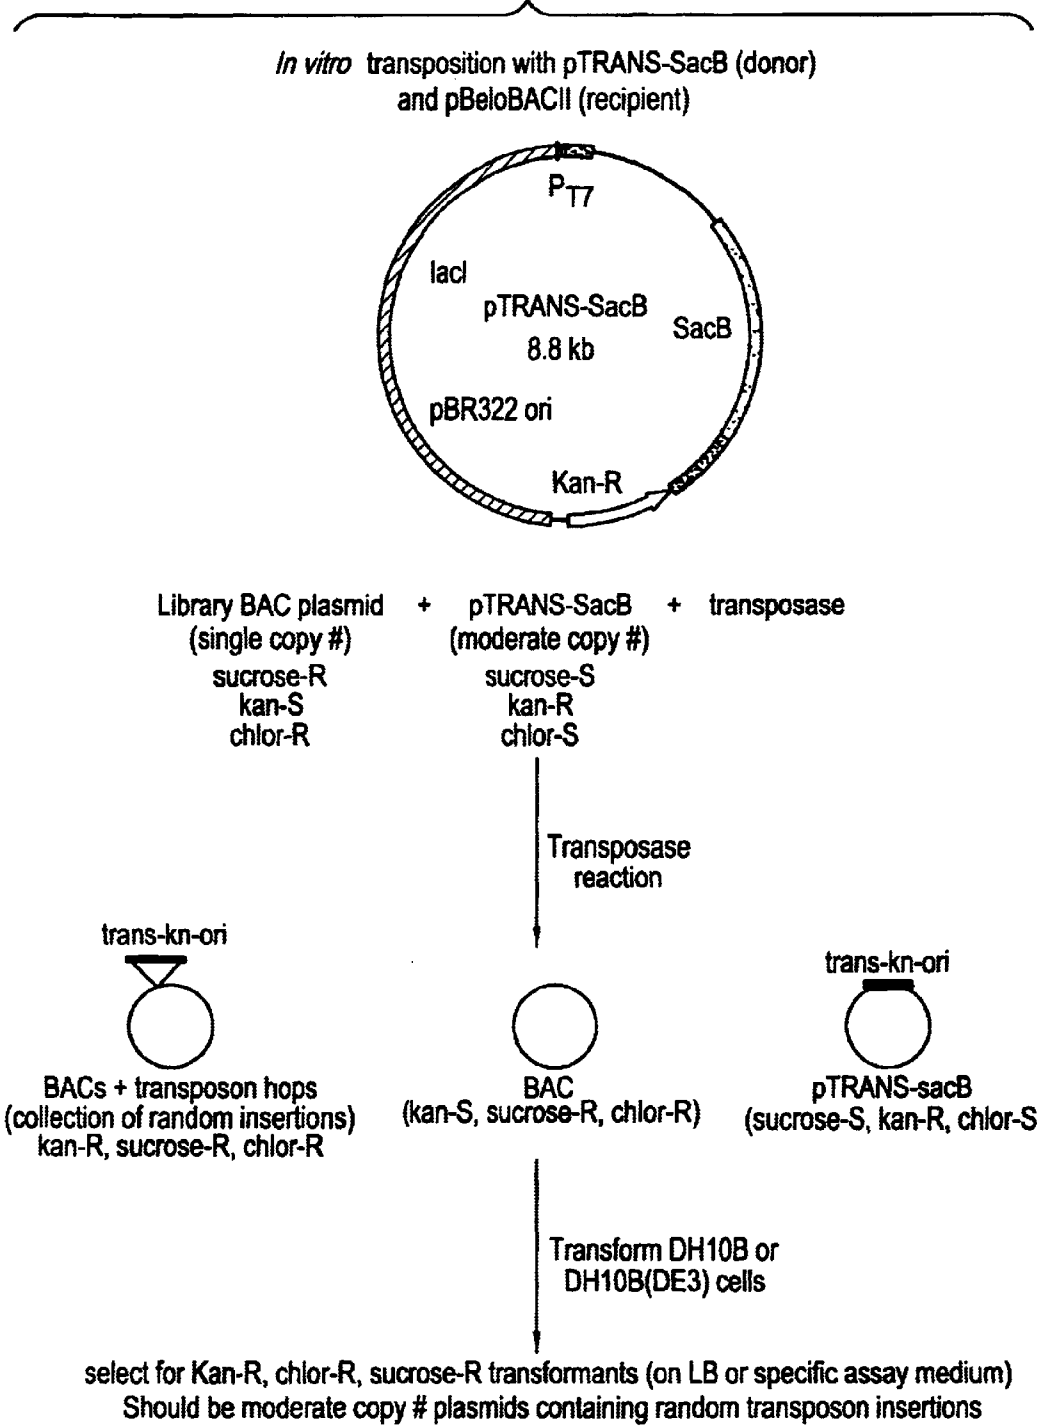 In vitro transposition with pTRANS-SacB (donor)
and pBeloBACII (recipient)
PT7
lacI
pTRANS-SacB
8.8 kb
SacB
pBR322 ori
Kan-R
Library BAC plasmid + pTRANS-SacB + transposase
(single copy #) (moderate copy #)
sucrose-R sucrose-S
kan-S kan-R
chlor-R chlor-S
Transposase
reaction
trans-kn-ori
BACs + transposon hops
(collection of random insertions)
kan-R, sucrose-R, chlor-R
BAC
(kan-S, sucrose-R, chlor-R)
trans-kn-ori
pTRANS-sacB
(sucrose-S, kan-R, chlor-S
Transform DH10B or
DH10B(DE3) cells
select for Kan-R, chlor-R, sucrose-R transformants (on LB or specific assay medium)
Should be moderate copy # plasmids containing random transposon insertions